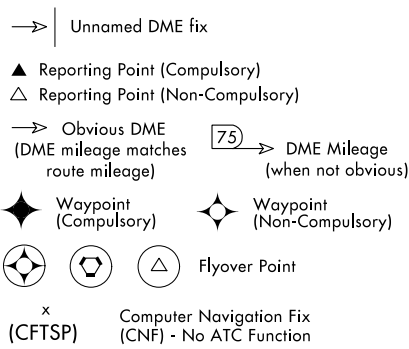 Unnamed DME fix
Reporting Point (Compulsory)
Reporting Point (Non-Compulsory)
Obvious DME
(DME mileage matches
route mileage)
75
DME Mileage
(when not obvious)
Waypoint
(Compulsory)
Waypoint
(Non-Compulsory)
Flyover Point
x
(CFTSP)
Computer Navigation Fix
(CNF) - No ATC Function